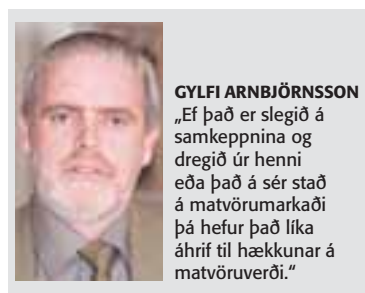 GYLFI ARNBJÖRNSSON
„Ef það er slegið á
samkeppnina og
dregið úr henni
eða það á sér stað
á matvörumarkaði
þá hefur það líka
áhrif til hækkunar á
matvöruverði.“